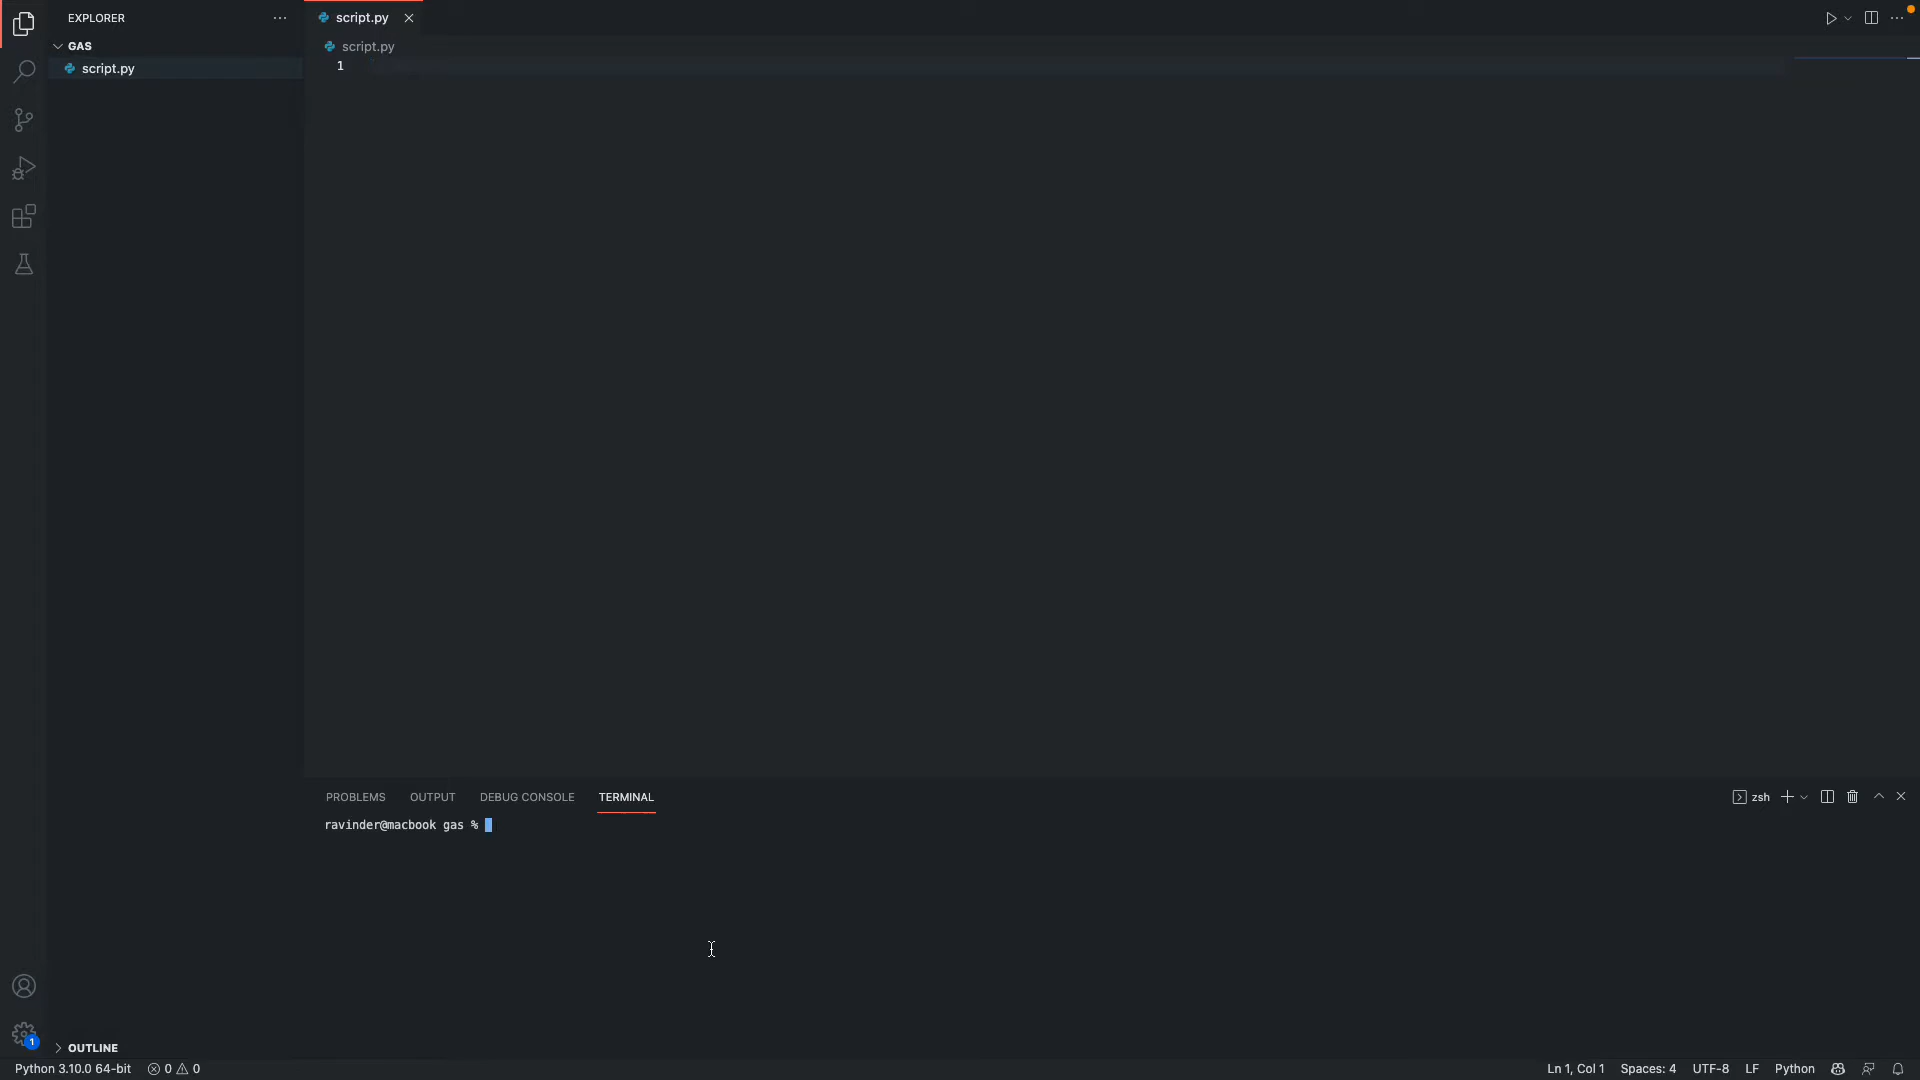 EXPLORER
GAS
script.py
script.py
script.py
1
PROBLEMS OUTPUT DEBUG CONSOLE TERMINAL
zsh
ravinder@macbook gas %
1
OUTLINE
Python 3.10.0 64-bit 0 0 Ln 1, Col 1 Spaces: 4 UTF-8 LF Python